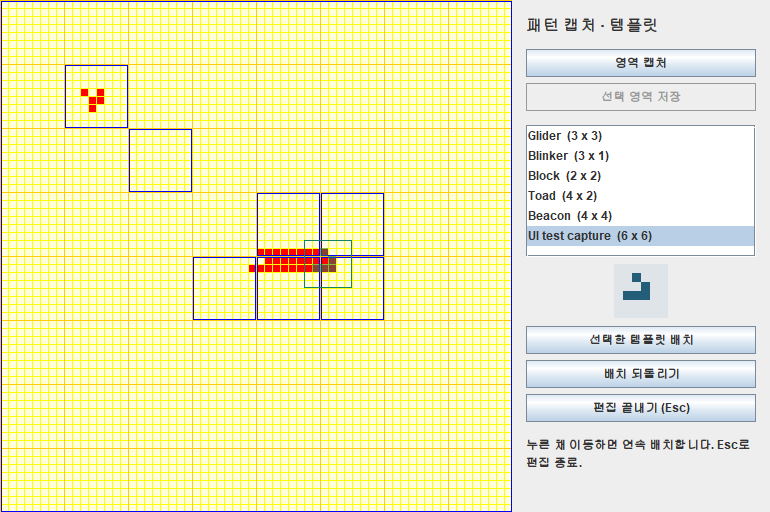 패턴 캡처 · 템플릿
영역 캡처
선택 영역 저장
Glider (3 x 3)
Blinker (3 x 1)
Block (2 x 2)
Toad (4 x 2)
Beacon (4 x 4)
UI test capture (6 x 6)
선택한 템플릿 배치
배치 되돌리기
편집 끝내기 (Esc)
누른 채 이동하면 연속 배치합니다. Esc로
편집 종료.